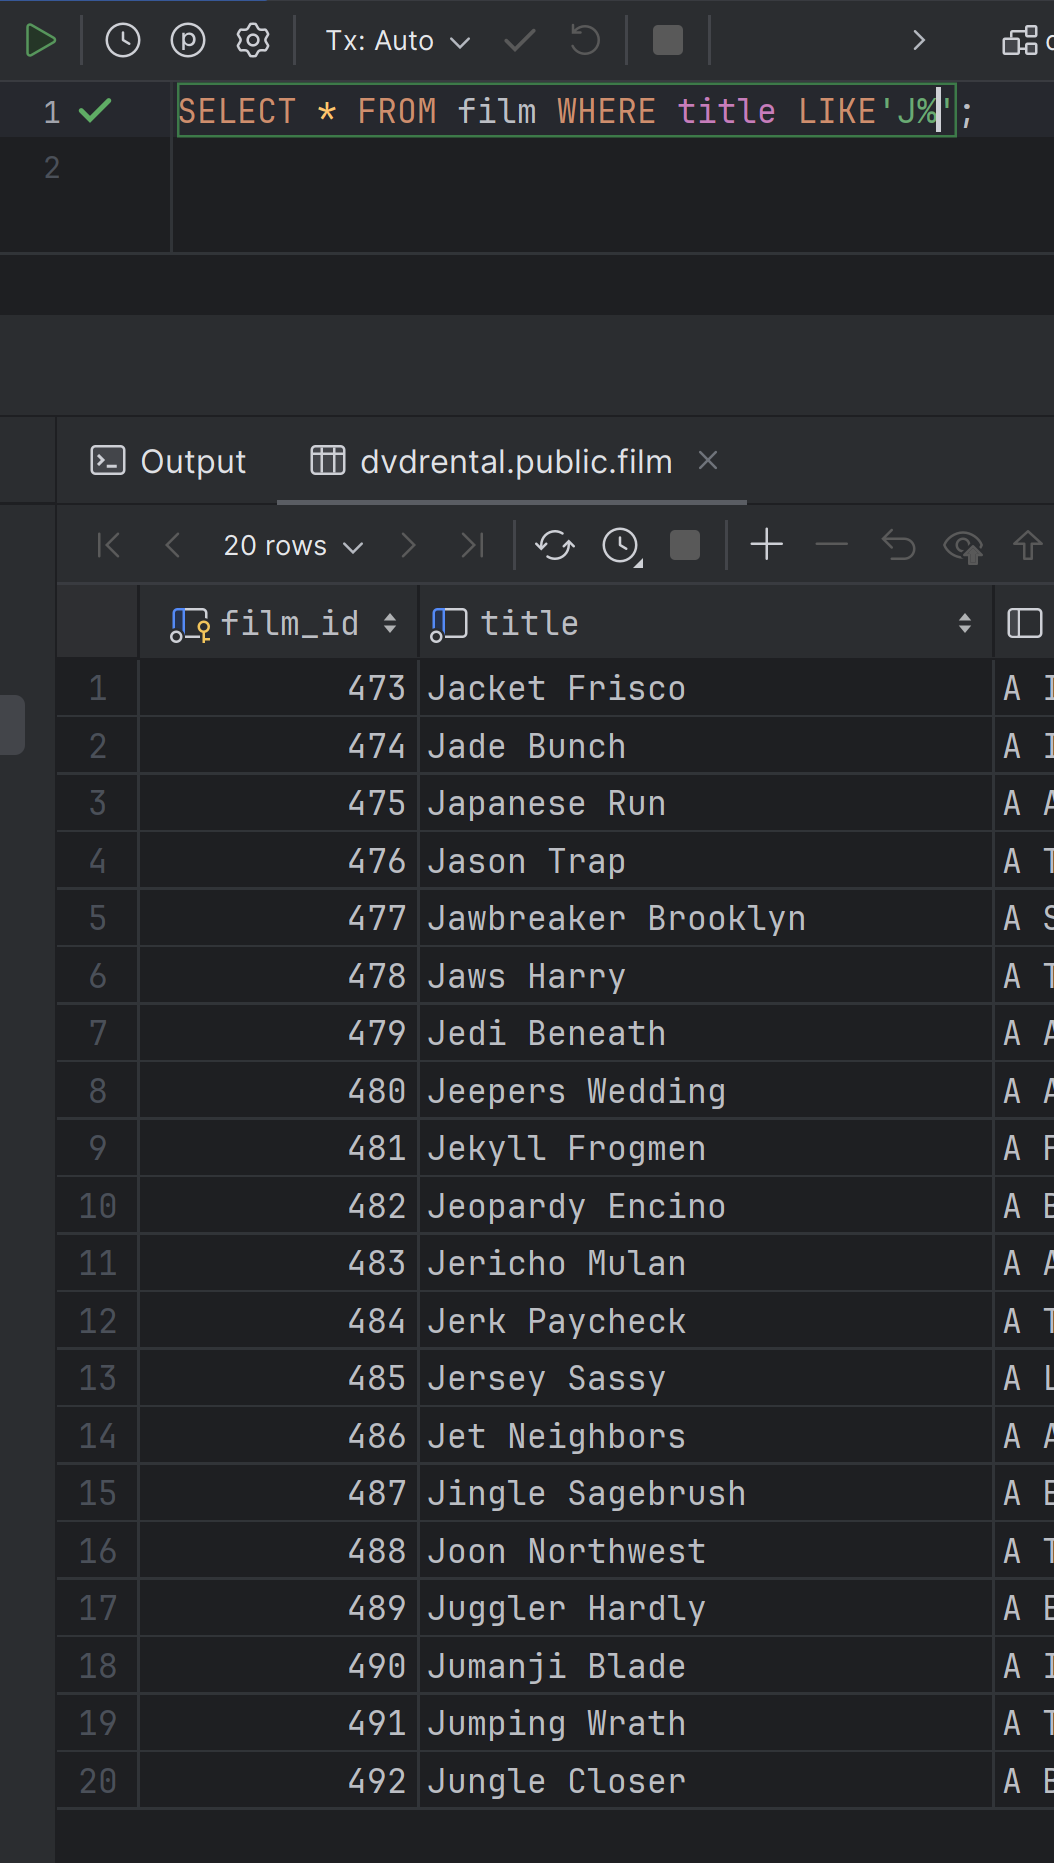 Tx: Auto
1 SELECT * FROM film WHERE title LIKE'J%';
2
Output dvdrental.public.film
20 rows
film_id title
1 473 Jacket Frisco A I
2 474 Jade Bunch A I
3 475 Japanese Run A A
4 476 Jason Trap A T
5 477 Jawbreaker Brooklyn A S
6 478 Jaws Harry A T
7 479 Jedi Beneath A A
8 480 Jeepers Wedding A A
9 481 Jekyll Frogmen A F
10 482 Jeopardy Encino A B
11 483 Jericho Mulan A A
12 484 Jerk Paycheck A T
13 485 Jersey Sassy A L
14 486 Jet Neighbors A A
15 487 Jingle Sagebrush A E
16 488 Joon Northwest A T
17 489 Juggler Hardly A E
18 490 Jumanji Blade A I
19 491 Jumping Wrath A T
20 492 Jungle Closer A B